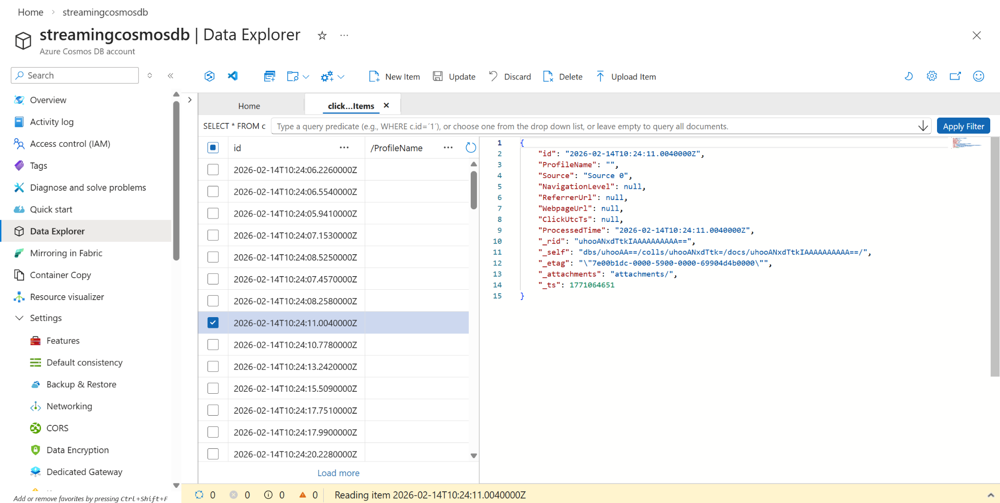 Home > streamingcosmosdb
streamingcosmosdb | Data Explorer
Azure Cosmos DB account
Search
Overview
Activity log
Access control (IAM)
Tags
Diagnose and solve problems
Quick start
Data Explorer
Mirroring in Fabric
Container Copy
Resource visualizer
Settings
Features
Default consistency
Backup & Restore
Networking
CORS
Data Encryption
Dedicated Gateway
Add or remove favorites by pressing Ctrl+Shift+F
New Item Update Discard Delete Upload Item
Home click...Items
SELECT * FROM c Type a query predicate (e.g., WHERE c.id=´1´), or choose one from the drop down list, or leave empty to query all documents. Apply Filter
id ... /ProfileName ...
2026-02-14T10:24:06.2260000Z
2026-02-14T10:24:06.5540000Z
2026-02-14T10:24:05.9410000Z
2026-02-14T10:24:07.1530000Z
2026-02-14T10:24:08.5250000Z
2026-02-14T10:24:07.4570000Z
2026-02-14T10:24:08.2580000Z
2026-02-14T10:24:11.0040000Z
2026-02-14T10:24:10.7780000Z
2026-02-14T10:24:13.2420000Z
2026-02-14T10:24:15.5090000Z
2026-02-14T10:24:17.7510000Z
2026-02-14T10:24:17.9900000Z
2026-02-14T10:24:20.2280000Z
Load more
1 {
2 "id": "2026-02-14T10:24:11.0040000Z",
3 "ProfileName": "",
4 "Source": "Source 0",
5 "NavigationLevel": null,
6 "ReferrerUrl": null,
7 "WebpageUrl": null,
8 "ClickUtcTs": null,
9 "ProcessedTime": "2026-02-14T10:24:11.0040000Z",
10 "_rid": "uhooANxdTtkIAAAAAAAAAA==",
11 "_self": "dbs/uhooAA==/colls/uhooANxdTtk=/docs/uhooANxdTtkIAAAAAAAAAA==/",
12 "_etag": "\"7e00b1dc-0000-5900-0000-69904d4b0000\"",
13 "_attachments": "attachments/",
14 "_ts": 1771064651
15 }
0 0 0 0 Reading item 2026-02-14T10:24:11.0040000Z